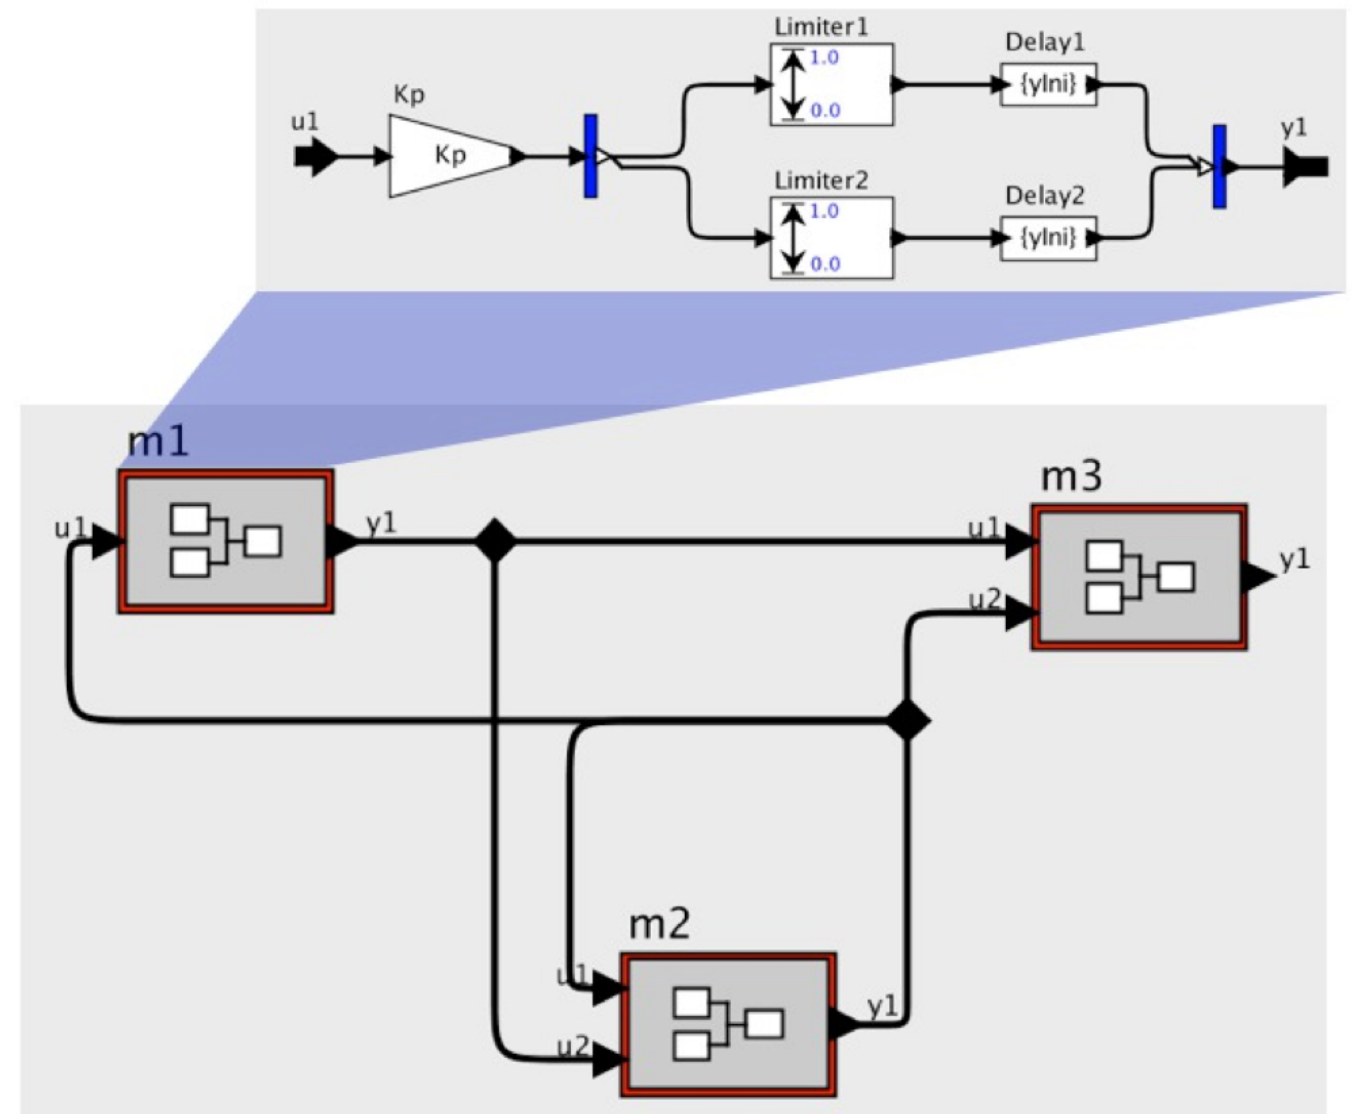 Limiter1
1.0
0.0
Delay1
{yIni}
Kp
Kp
u1
y1
Limiter2
1.0
0.0
Delay2
{yIni}
m1
u1
y1
m3
u1
u2
y1
m2
u1
u2
y1